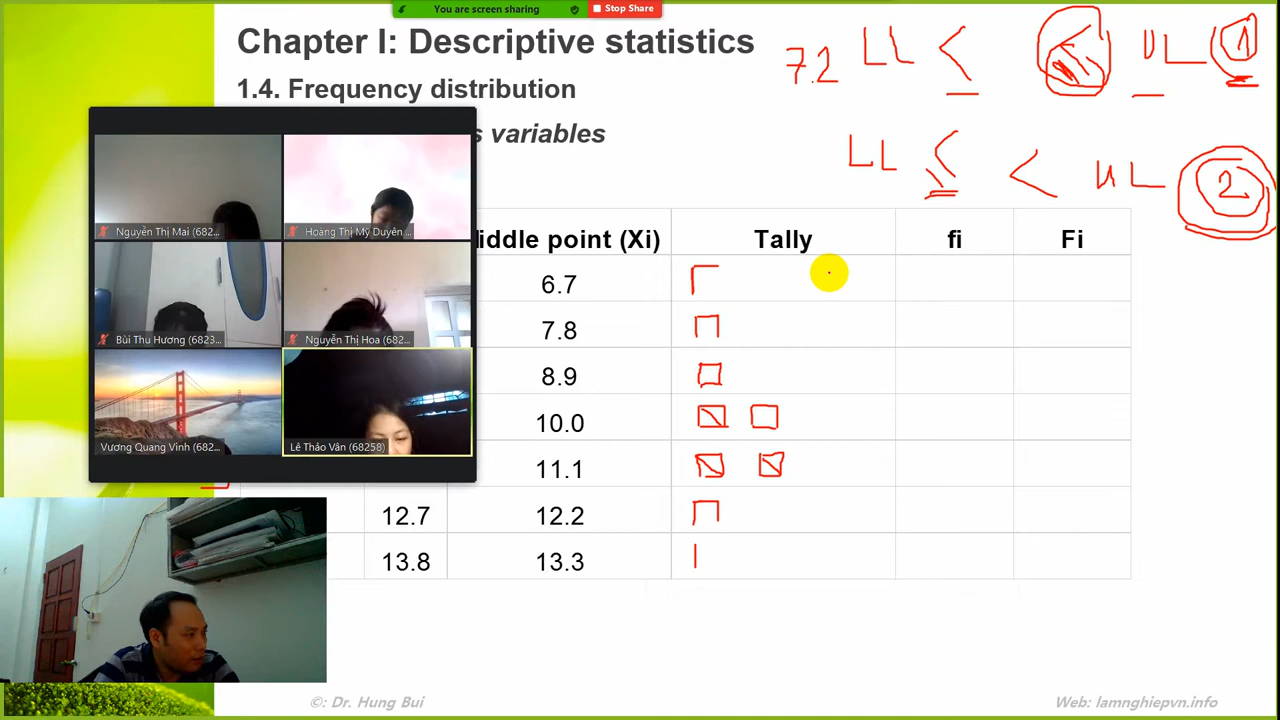 You are screen sharing Stop Share
Chapter I: Descriptive statistics
7.2 LL < < UL 1
1.4. Frequency distribution
s variables
LL ≤ < UL 2
iddle point (Xi) Tally fi Fi
6.7
7.8
8.9
10.0
11.1
12.7 12.2
13.8 13.3
Nguyễn Thị Mai (682...
Hoàng Thị Mỹ Duyên ...
Bùi Thu Hương (6823...
Nguyễn Thị Hoa (682...
Vương Quang Vinh (682...
Lê Thảo Vân (68258)
©: Dr. Hung Bui
Web: lamnghiepvn.info